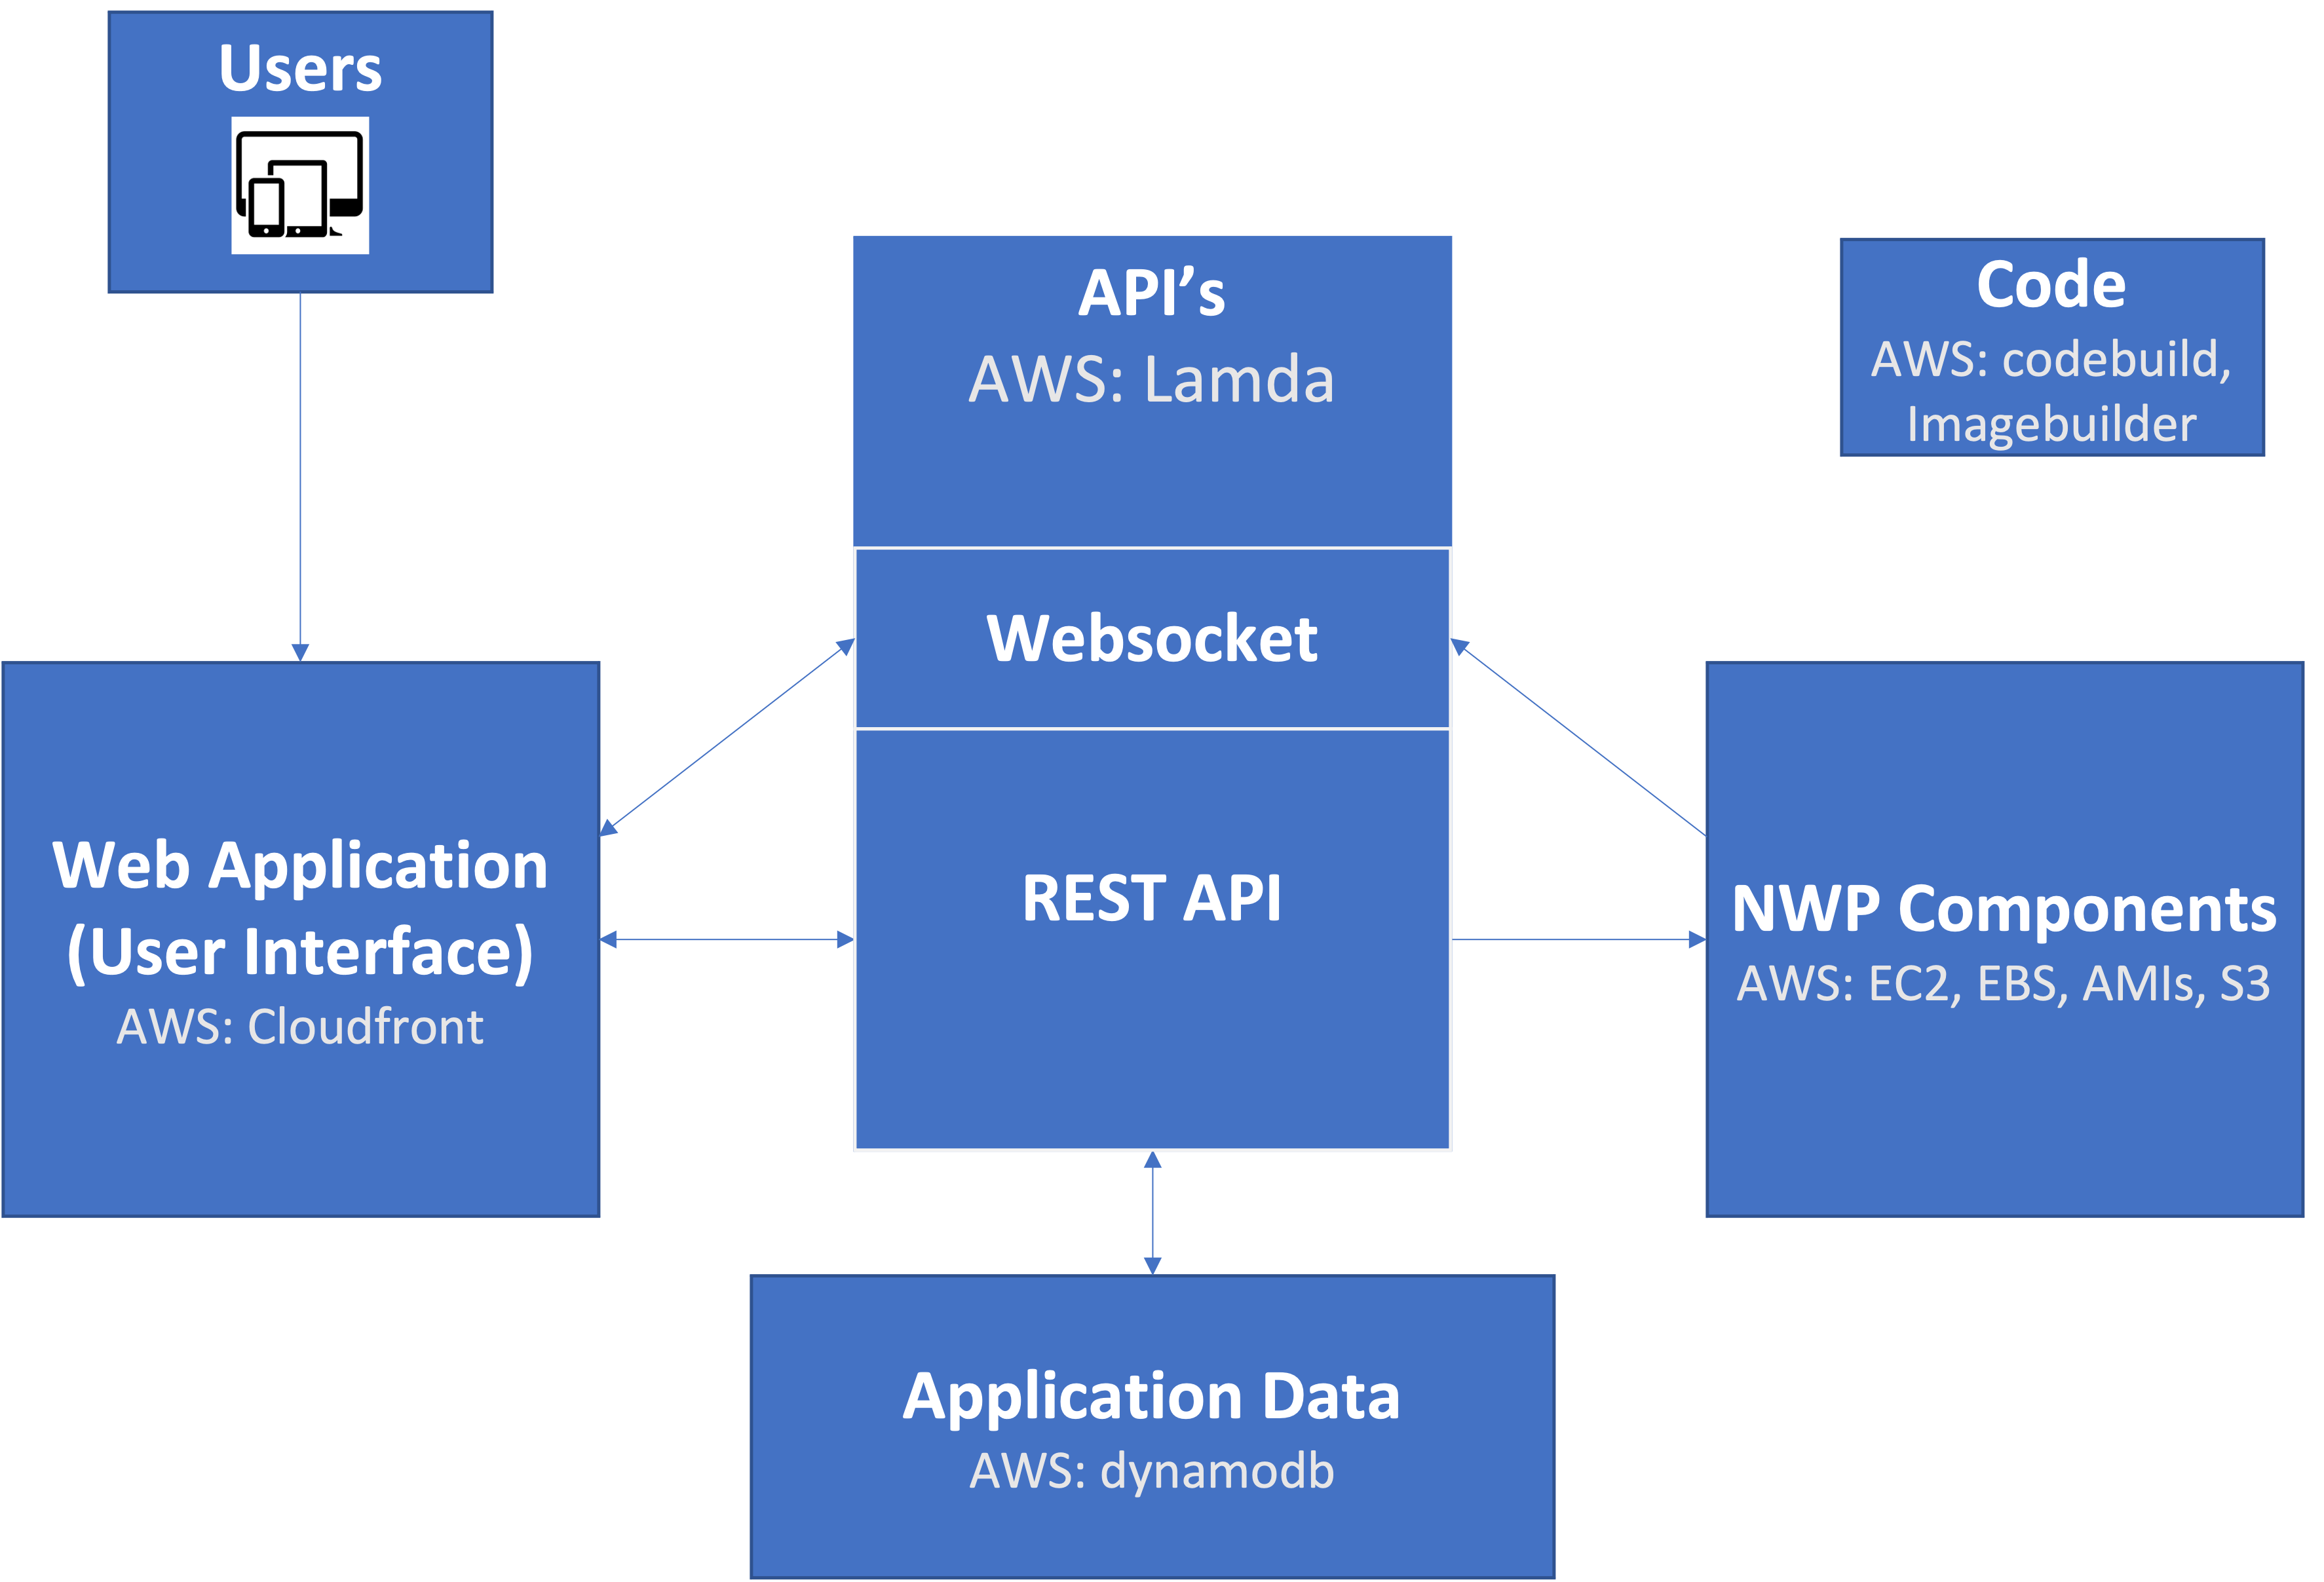 Users
API’s
AWS: Lamda
Code
AWS: codebuild,
Imagebuilder
Websocket
Web Application
(User Interface)
AWS: Cloudfront
REST API
NWP Components
AWS: EC2, EBS, AMIs, S3
Application Data
AWS: dynamodb